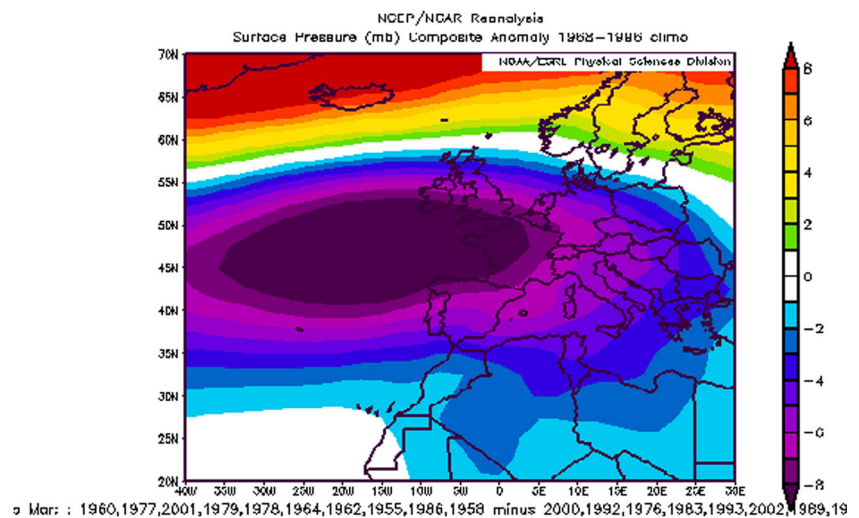 NCEP/NCAR Reanalysis
Surface Pressure (mb) Composite Anomaly 1968-1996 climo
NOAA/ESRL Physical Sciences Division
70N
65N
60N
55N
50N
45N
40N
35N
30N
25N
20N
40W 35W 30W 25W 20W 15W 10W 5W 0 5E 10E 15E 20E 25E 30E
8
6
4
2
0
-2
-4
-6
-8
o Mar: : 1960,1977,2001,1979,1978,1964,1962,1955,1986,1958 minus 2000,1992,1976,1983,1993,2002,1969,19